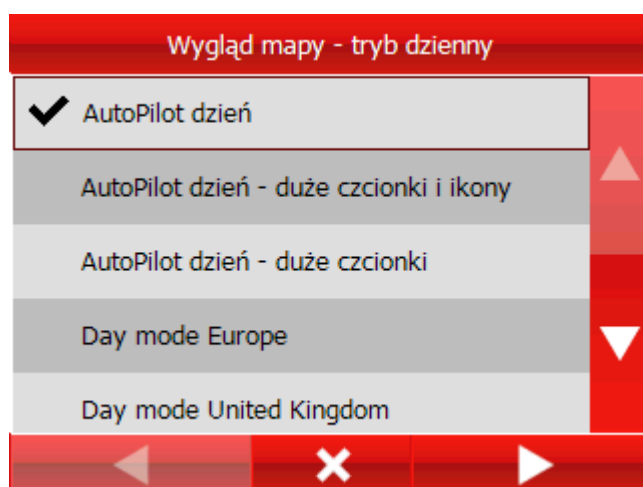 Wygląd mapy - tryb dzienny
AutoPilot dzień
AutoPilot dzień - duże czcionki i ikony
AutoPilot dzień - duże czcionki
Day mode Europe
Day mode United Kingdom